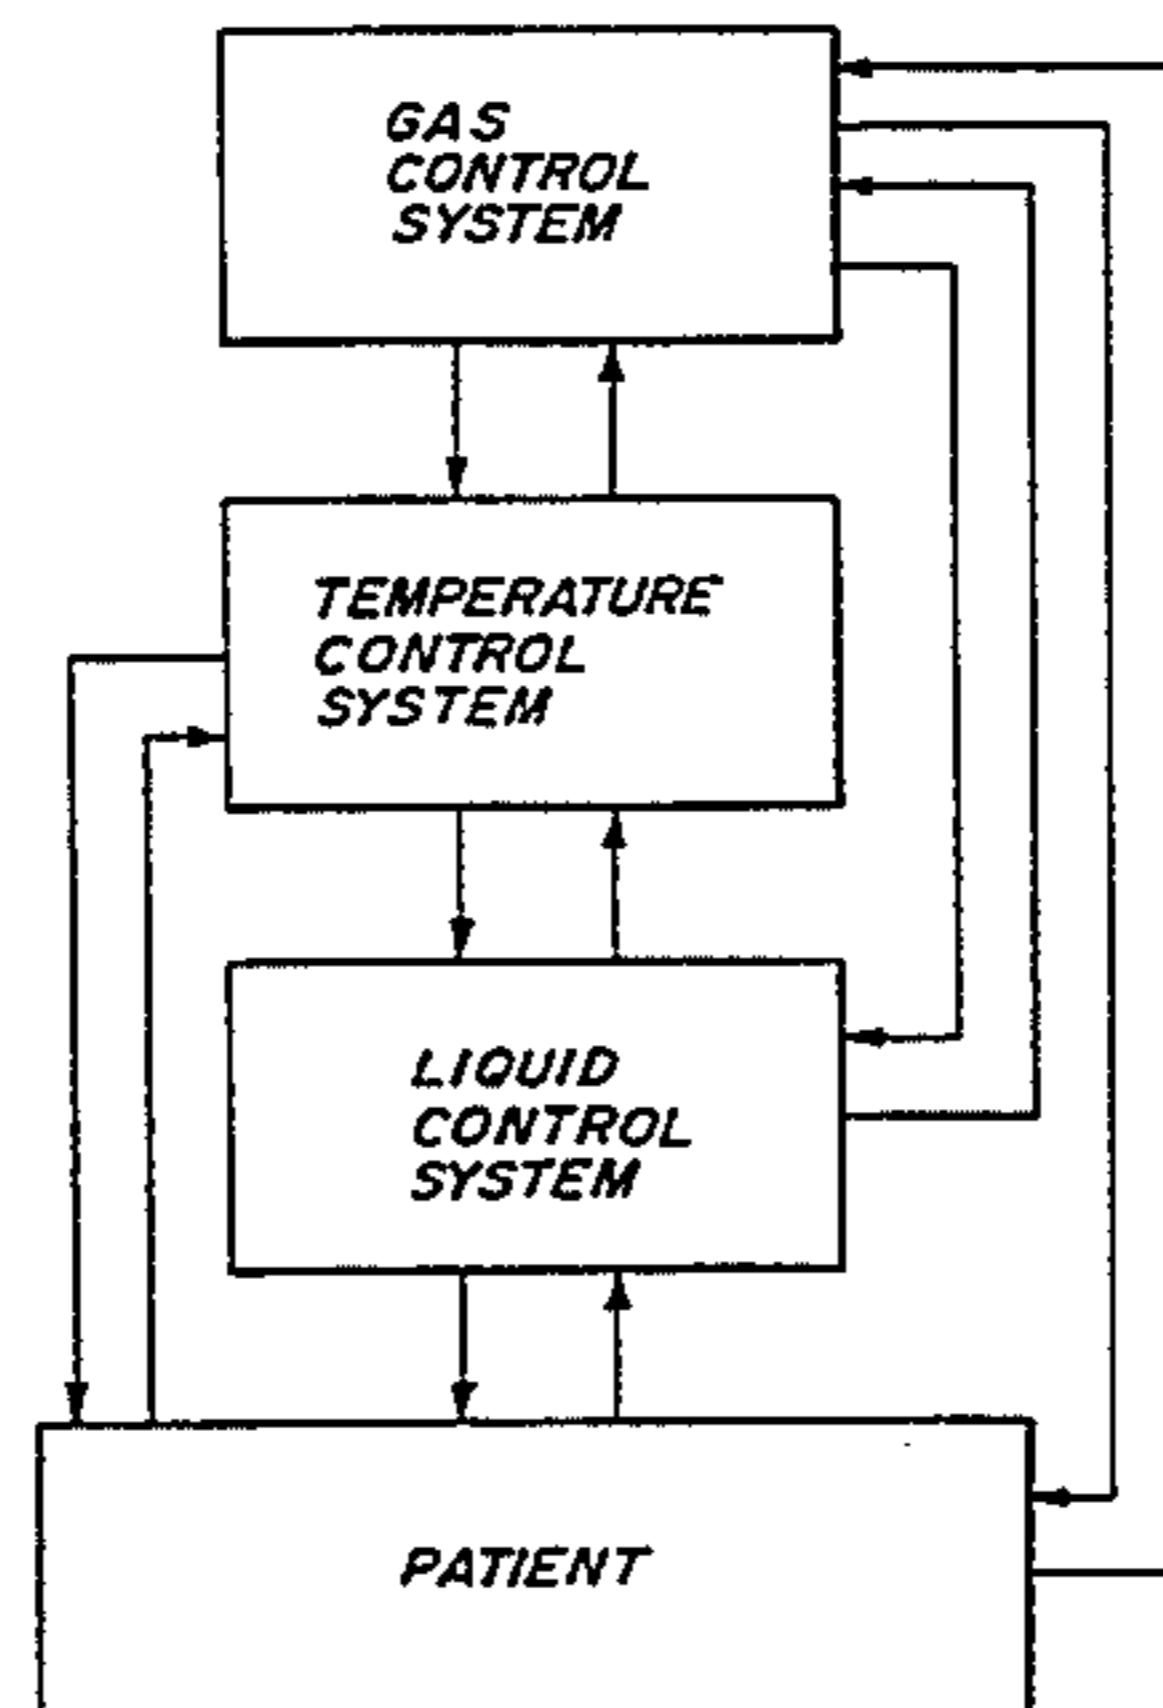 GAS
CONTROL
SYSTEM
TEMPERATURE
CONTROL
SYSTEM
LIQUID
CONTROL
SYSTEM
PATIENT